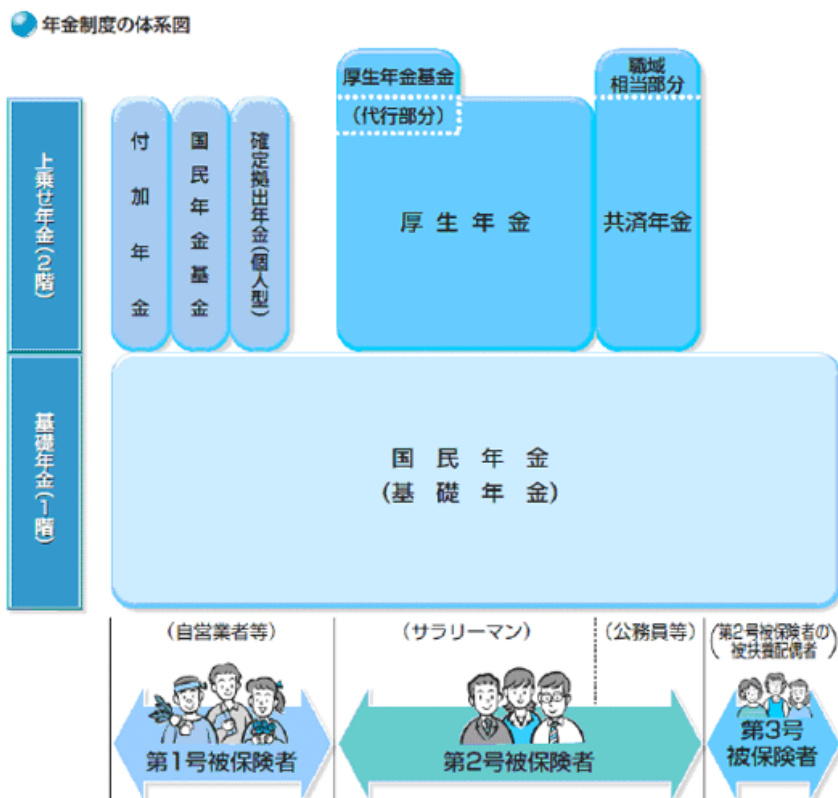 年金制度の体系図
厚生年金基金
(代行部分)
職域
相当部分
上乗せ年金(2階)
付加年金
国民年金基金
確定拠出年金(個人型)
厚生年金
共済年金
基礎年金(1階)
国民年金
(基礎年金)
(自営業者等)
(サラリーマン)
(公務員等)
(第2号被保険者の
被扶養配偶者)
第1号被保険者
第2号被保険者
第3号
被保険者